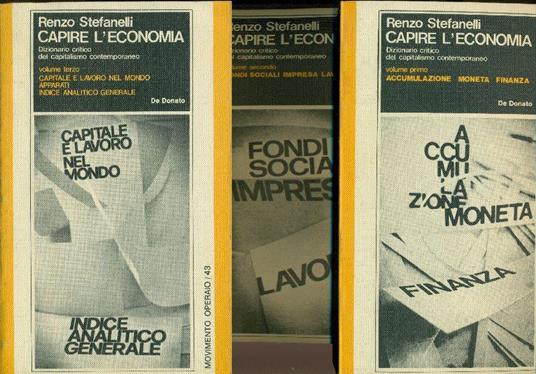 Renzo Stefanelli
CAPIRE L'ECONOMIA
Dizionario critico
del capitalismo contemporaneo
volume terzo
CAPITALE E LAVORO NEL MONDO
APPARATI
INDICE ANALITICO GENERALE
De Donato
CAPITALE
E LAVORO
NEL
MONDO
INDICE
ANALITICO
GENERALE
MOVIMENTO OPERAIO / 43
Renzo Stefanelli
CAPIRE L'ECONOM
Dizionario critico
del capitalismo contemporaneo
volume secondo
FONDI SOCIALI IMPRESA LAV
FONDI
SOCIA
IMPRES
LAVO
Renzo Stefanelli
CAPIRE L'ECONOMIA
Dizionario critico
del capitalismo contemporaneo
volume primo
ACCUMULAZIONE MONETA FINANZA
De Donato
A
CCU
MU
LA
Z'ONE
MONETA
FINANZA